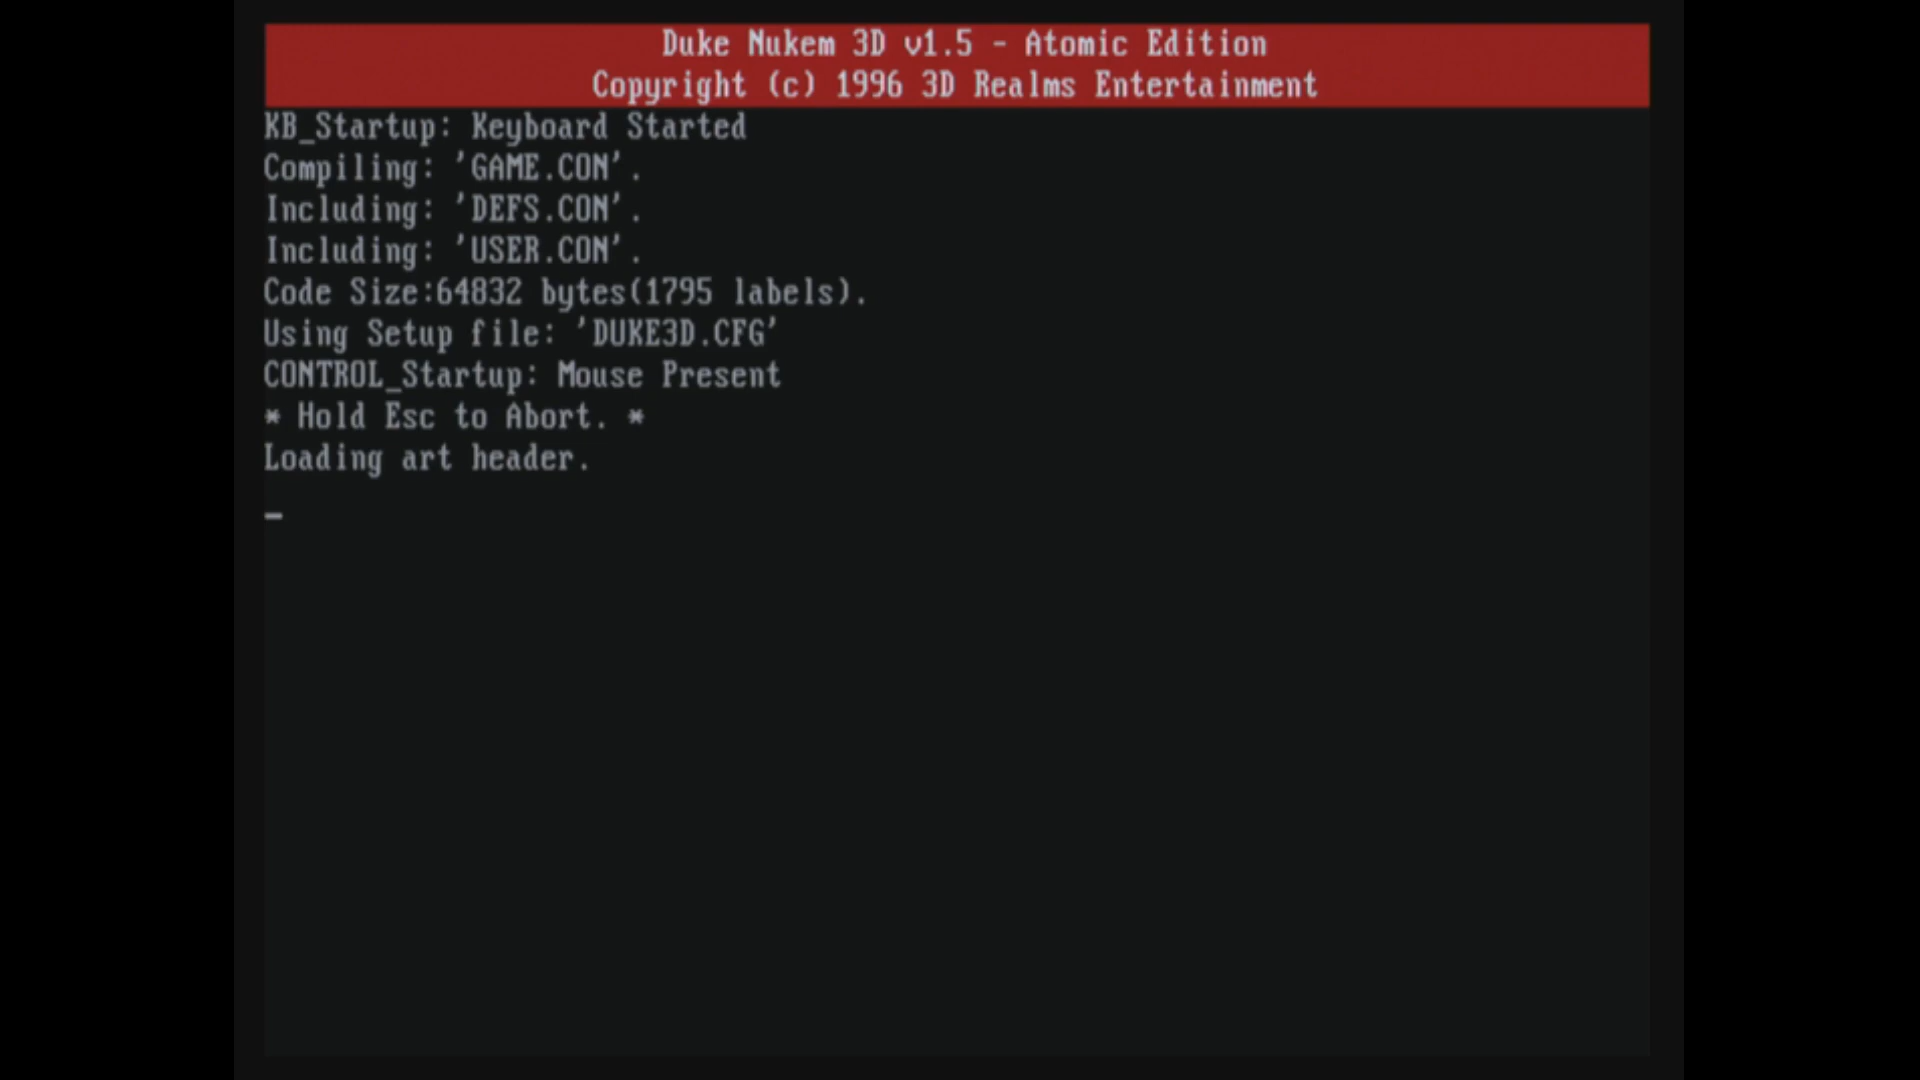 Duke Nukem 3D v1.5 - Atomic Edition
Copyright (c) 1996 3D Realms Entertainment
KB_Startup: Keyboard Started
Compiling: 'GAME.CON'.
Including: 'DEFS.CON'.
Including: 'USER.CON'.
Code Size:64832 bytes(1795 labels).
Using Setup file: 'DUKE3D.CFG'
CONTROL_Startup: Mouse Present
* Hold Esc to Abort. *
Loading art header.
_